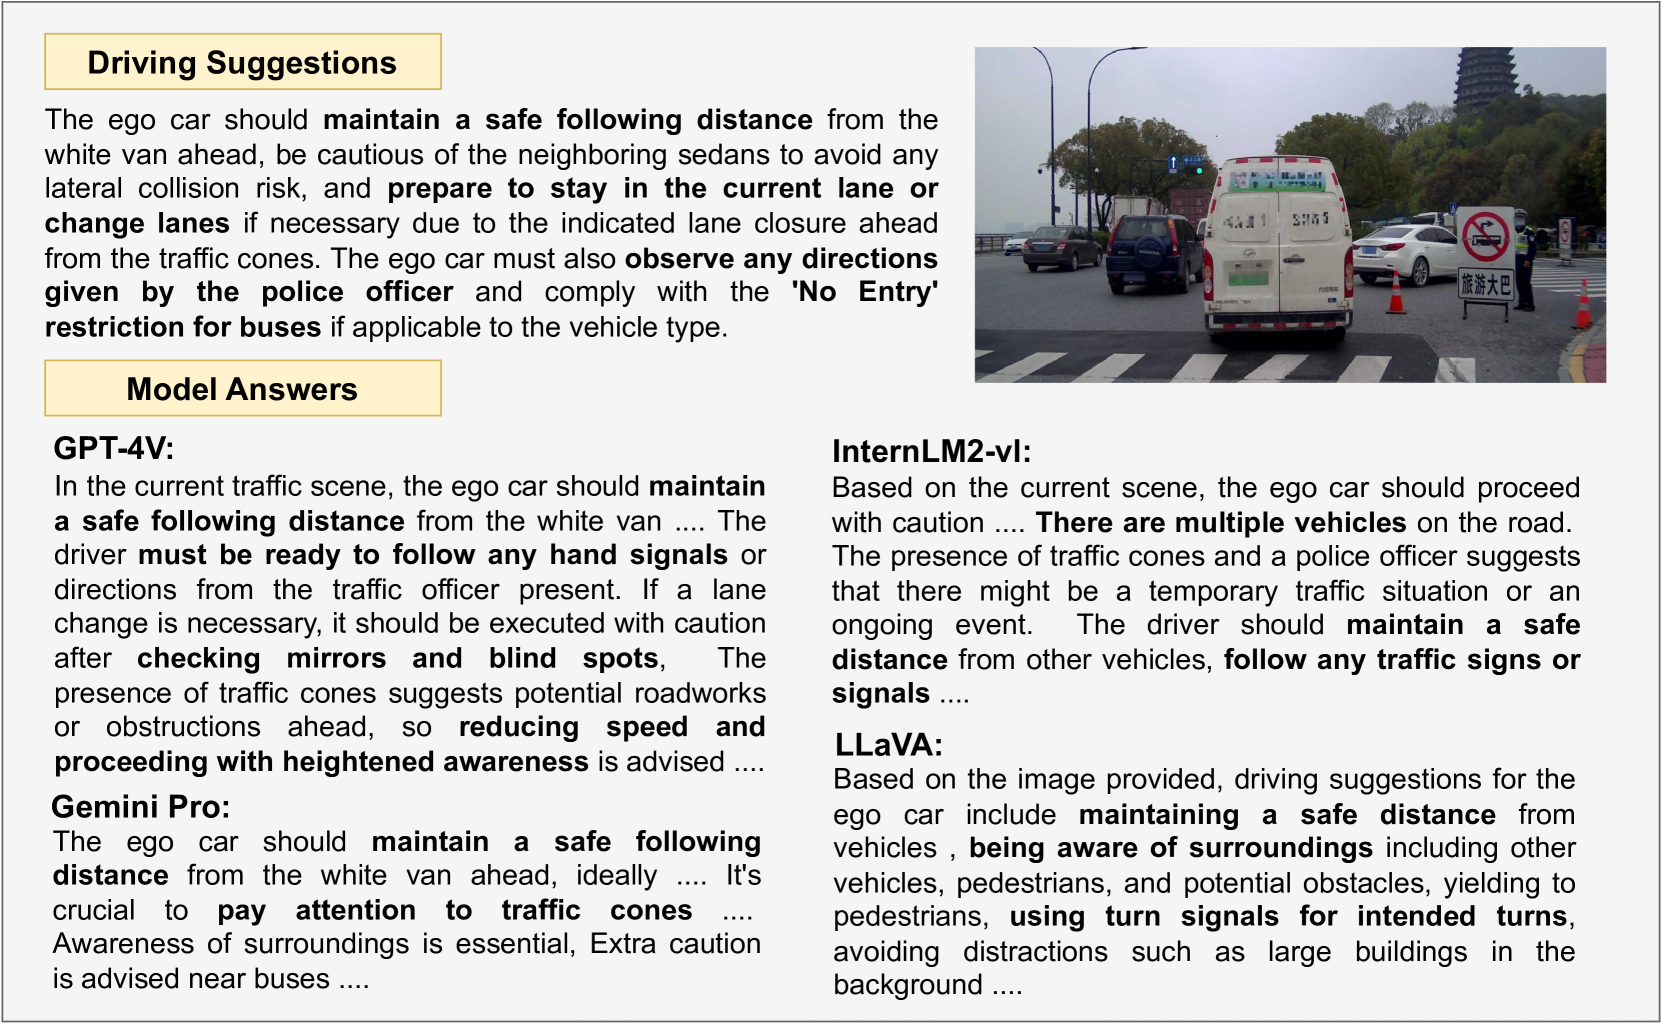 Driving Suggestions
The ego car should maintain a safe following distance from the
white van ahead, be cautious of the neighboring sedans to avoid any
lateral collision risk, and prepare to stay in the current lane or
change lanes if necessary due to the indicated lane closure ahead
from the traffic cones. The ego car must also observe any directions
given by the police officer and comply with the 'No Entry'
restriction for buses if applicable to the vehicle type.
旅游大巴
Model Answers
GPT-4V:
In the current traffic scene, the ego car should maintain
a safe following distance from the white van .... The
driver must be ready to follow any hand signals or
directions from the traffic officer present. If a lane
change is necessary, it should be executed with caution
after checking mirrors and blind spots, The
presence of traffic cones suggests potential roadworks
or obstructions ahead, so reducing speed and
proceeding with heightened awareness is advised ....
Gemini Pro:
The ego car should maintain a safe following
distance from the white van ahead, ideally .... It's
crucial to pay attention to traffic cones ....
Awareness of surroundings is essential, Extra caution
is advised near buses ....
InternLM2-vl:
Based on the current scene, the ego car should proceed
with caution .... There are multiple vehicles on the road.
The presence of traffic cones and a police officer suggests
that there might be a temporary traffic situation or an
ongoing event. The driver should maintain a safe
distance from other vehicles, follow any traffic signs or
signals ....
LLaVA:
Based on the image provided, driving suggestions for the
ego car include maintaining a safe distance from
vehicles , being aware of surroundings including other
vehicles, pedestrians, and potential obstacles, yielding to
pedestrians, using turn signals for intended turns,
avoiding distractions such as large buildings in the
background ....